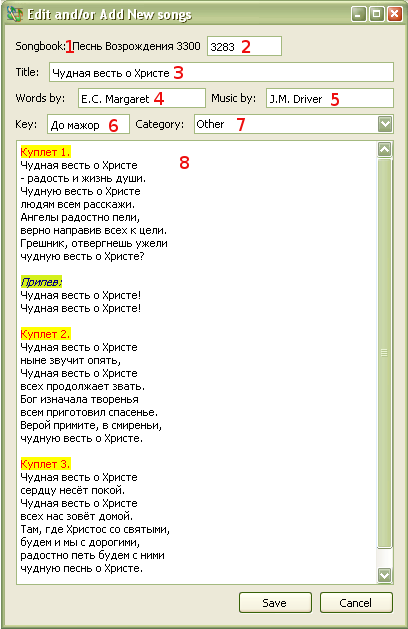 Edit and/or Add New songs
Songbook: 1 Песнь Возрождения 3300 3283 2
Title: Чудная весть о Христе 3
Words by: E.C. Margaret 4 Music by: J.M. Driver 5
Key: До мажор 6 Category: Other 7
Куплет 1. 8
Чудная весть о Христе
- радость и жизнь души.
Чудную весть о Христе
людям всем расскажи.
Ангелы радостно пели,
верно направив всех к цели.
Грешник, отвергнешь ужели
чудную весть о Христе?
Припев:
Чудная весть о Христе!
Чудная весть о Христе!
Куплет 2.
Чудная весть о Христе
ныне звучит опять,
Чудная весть о Христе
всех продолжает звать.
Бог изначала творенья
всем приготовил спасенье.
Верой примите, в смиреньи,
чудную весть о Христе.
Куплет 3.
Чудная весть о Христе
сердцу несёт покой.
Чудная весть о Христе
всех нас зовёт домой.
Там, где Христос со святыми,
будем и мы с дорогими,
радостно петь будем с ними
чудную песнь о Христе.
Save Cancel